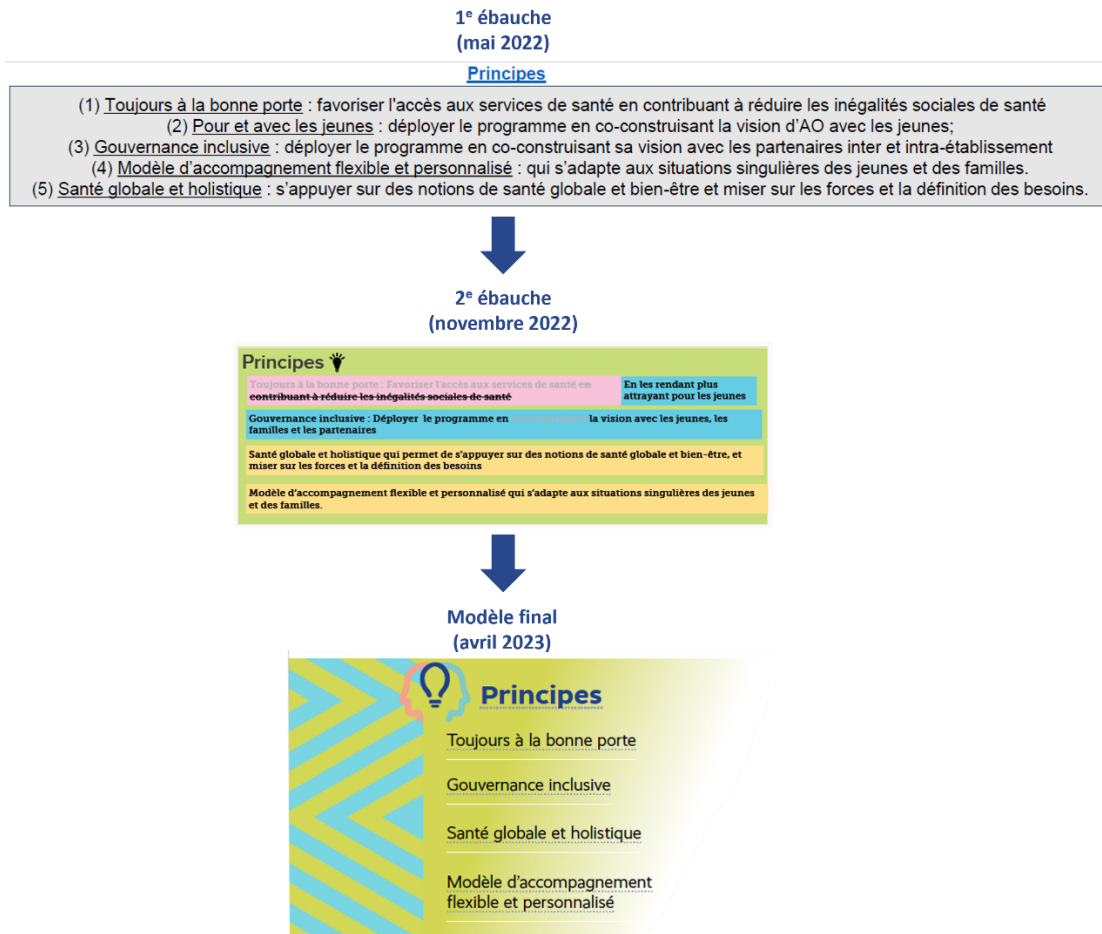 1e ébauche
(mai 2022)
Principes
(1) Toujours à la bonne porte : favoriser l'accès aux services de santé en contribuant à réduire les inégalités sociales de santé
(2) Pour et avec les jeunes : déployer le programme en co-construisant la vision d'AO avec les jeunes;
(3) Gouvernance inclusive : déployer le programme en co-construisant sa vision avec les partenaires inter et intra-établissement
(4) Modèle d'accompagnement flexible et personnalisé : qui s'adapte aux situations singulières des jeunes et des familles.
(5) Santé globale et holistique : s'appuyer sur des notions de santé globale et bien-être et miser sur les forces et la définition des besoins.
2e ébauche
(novembre 2022)
Principes
Toujours à la bonne porte : Favoriser l'accès aux services de santé en
contribuant à réduire les inégalités sociales de santé
En les rendant plus
attrayant pour les jeunes
Gouvernance inclusive : Déployer le programme en la vision avec les jeunes, les
familles et les partenaires
Santé globale et holistique qui permet de s'appuyer sur des notions de santé globale et bien-être, et
miser sur les forces et la définition des besoins
Modèle d'accompagnement flexible et personnalisé qui s'adapte aux situations singulières des jeunes
et des familles.
Modèle final
(avril 2023)
Principes
Toujours à la bonne porte
Gouvernance inclusive
Santé globale et holistique
Modèle d'accompagnement
flexible et personnalisé